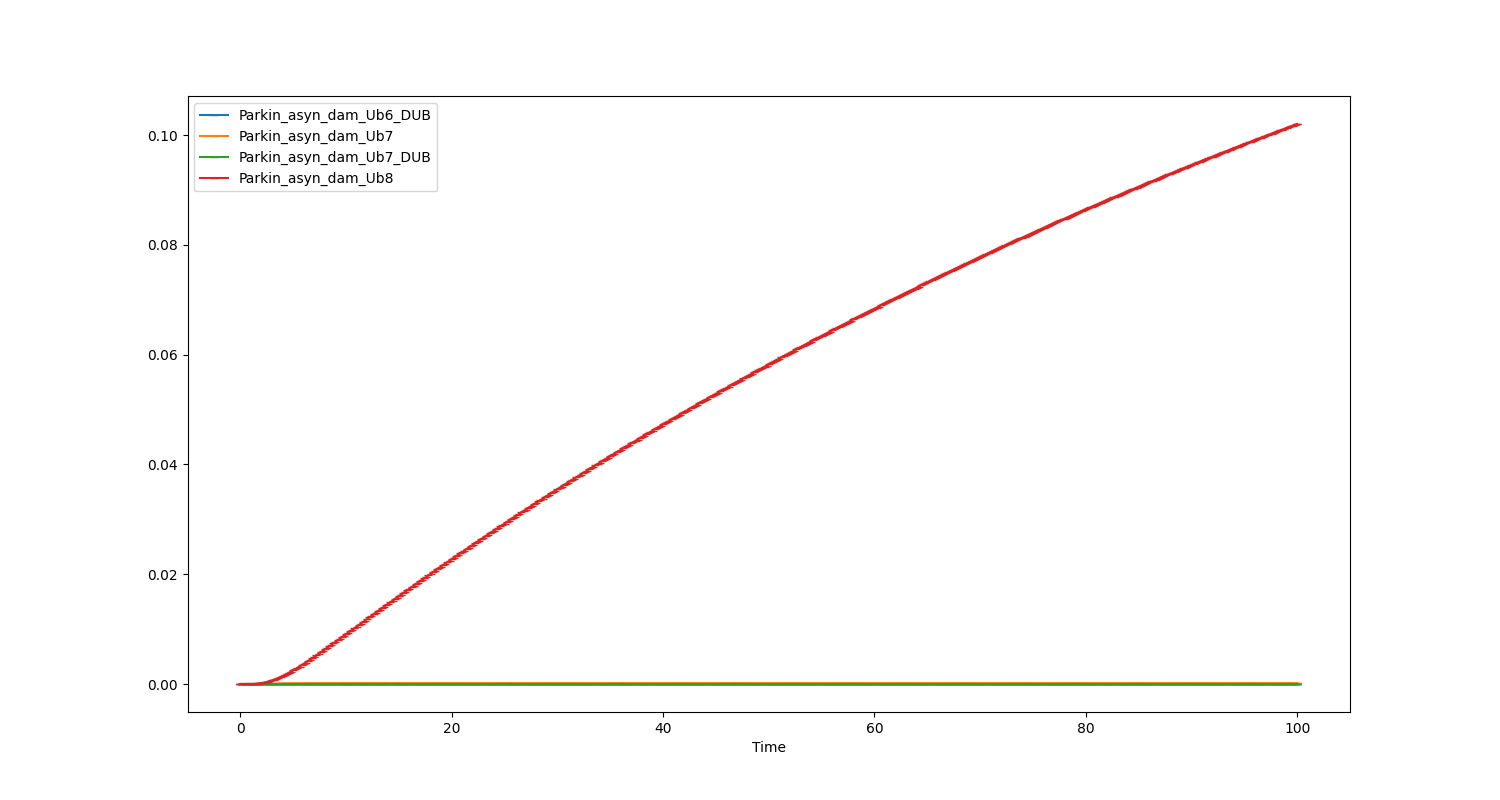 Parkin_asyn_dam_Ub6_DUB
Parkin_asyn_dam_Ub7
Parkin_asyn_dam_Ub7_DUB
Parkin_asyn_dam_Ub8
0.10
0.08
0.06
0.04
0.02
0.00
0 20 40 60 80 100
Time